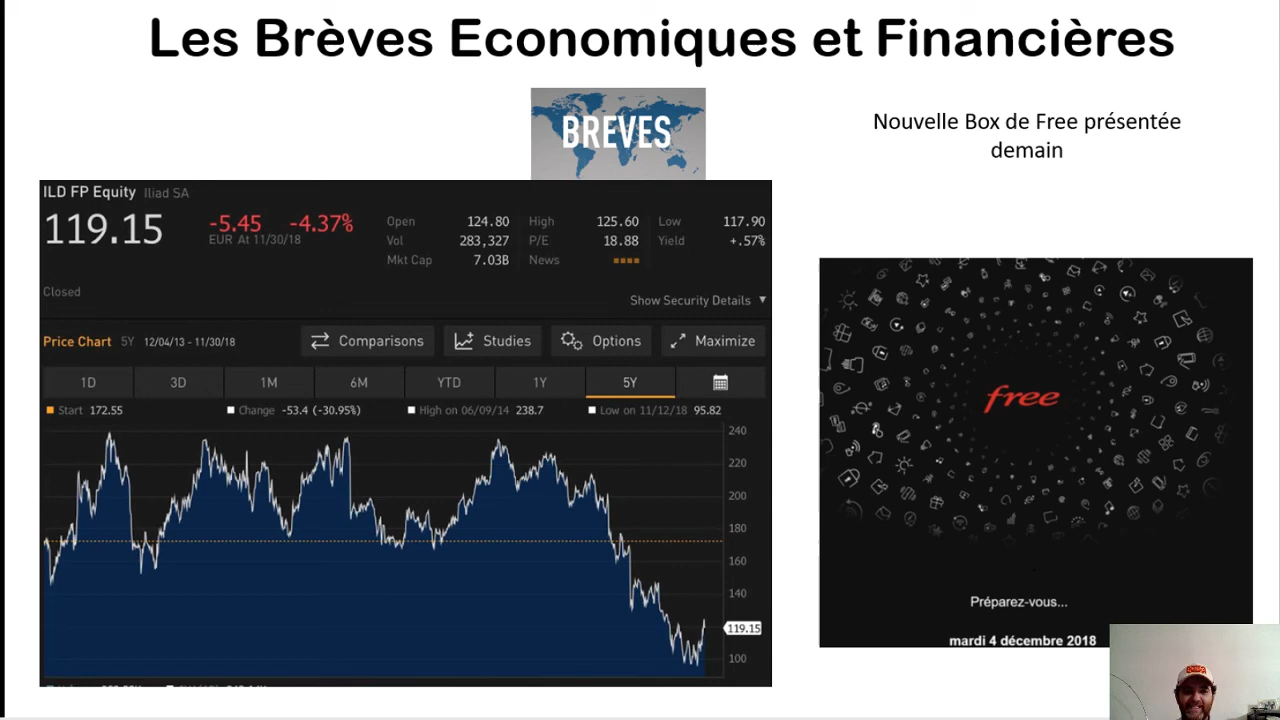 Les Brèves Economiques et Financières
BREVES
Nouvelle Box de Free présentée
demain
ILD FP Equity Iliad SA
119.15 -5.45 -4.37%
EUR At 11/30/18
Open 124.80 High 125.60 Low 117.90
Vol 283,327 P/E 18.88 Yield +.57%
Mkt Cap 7.03B News
Closed
Show Security Details
Price Chart 5Y 12/04/13 - 11/30/18 Comparisons Studies Options Maximize
1D 3D 1M 6M YTD 1Y 5Y
Start 172.55 Change -53.4 (-30.95%) High on 06/09/14 238.7 Low on 11/12/18 95.82
240
220
200
180
160
140
119.15
100
free
Préparez-vous...
mardi 4 décembre 2018